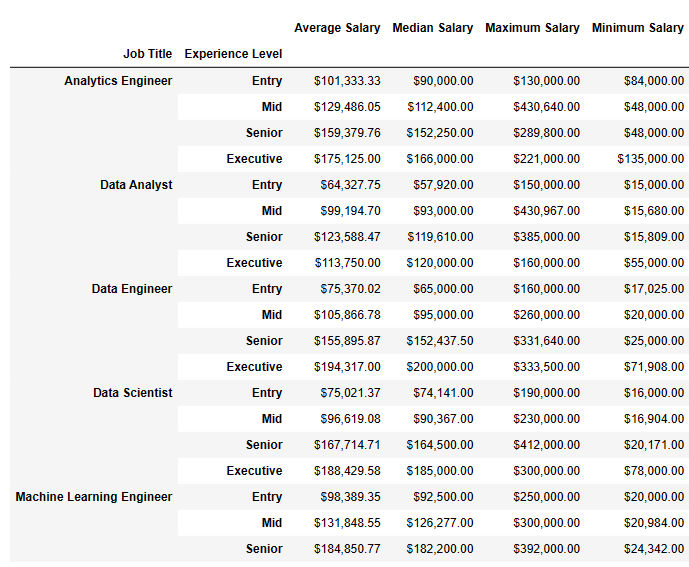 Average Salary Median Salary Maximum Salary Minimum Salary
Job Title Experience Level
Analytics Engineer Entry $101,333.33 $90,000.00 $130,000.00 $84,000.00
Mid $129,486.05 $112,400.00 $430,640.00 $48,000.00
Senior $159,379.76 $152,250.00 $289,800.00 $48,000.00
Executive $175,125.00 $166,000.00 $221,000.00 $135,000.00
Data Analyst Entry $64,327.75 $57,920.00 $150,000.00 $15,000.00
Mid $99,194.70 $93,000.00 $430,967.00 $15,680.00
Senior $123,588.47 $119,610.00 $385,000.00 $15,809.00
Executive $113,750.00 $120,000.00 $160,000.00 $55,000.00
Data Engineer Entry $75,370.02 $65,000.00 $160,000.00 $17,025.00
Mid $105,866.78 $95,000.00 $260,000.00 $20,000.00
Senior $155,895.87 $152,437.50 $331,640.00 $25,000.00
Executive $194,317.00 $200,000.00 $333,500.00 $71,908.00
Data Scientist Entry $75,021.37 $74,141.00 $190,000.00 $16,000.00
Mid $96,619.08 $90,367.00 $230,000.00 $16,904.00
Senior $167,714.71 $164,500.00 $412,000.00 $20,171.00
Executive $188,429.58 $185,000.00 $300,000.00 $78,000.00
Machine Learning Engineer Entry $98,389.35 $92,500.00 $250,000.00 $20,000.00
Mid $131,848.55 $126,277.00 $300,000.00 $20,984.00
Senior $184,850.77 $182,200.00 $392,000.00 $24,342.00